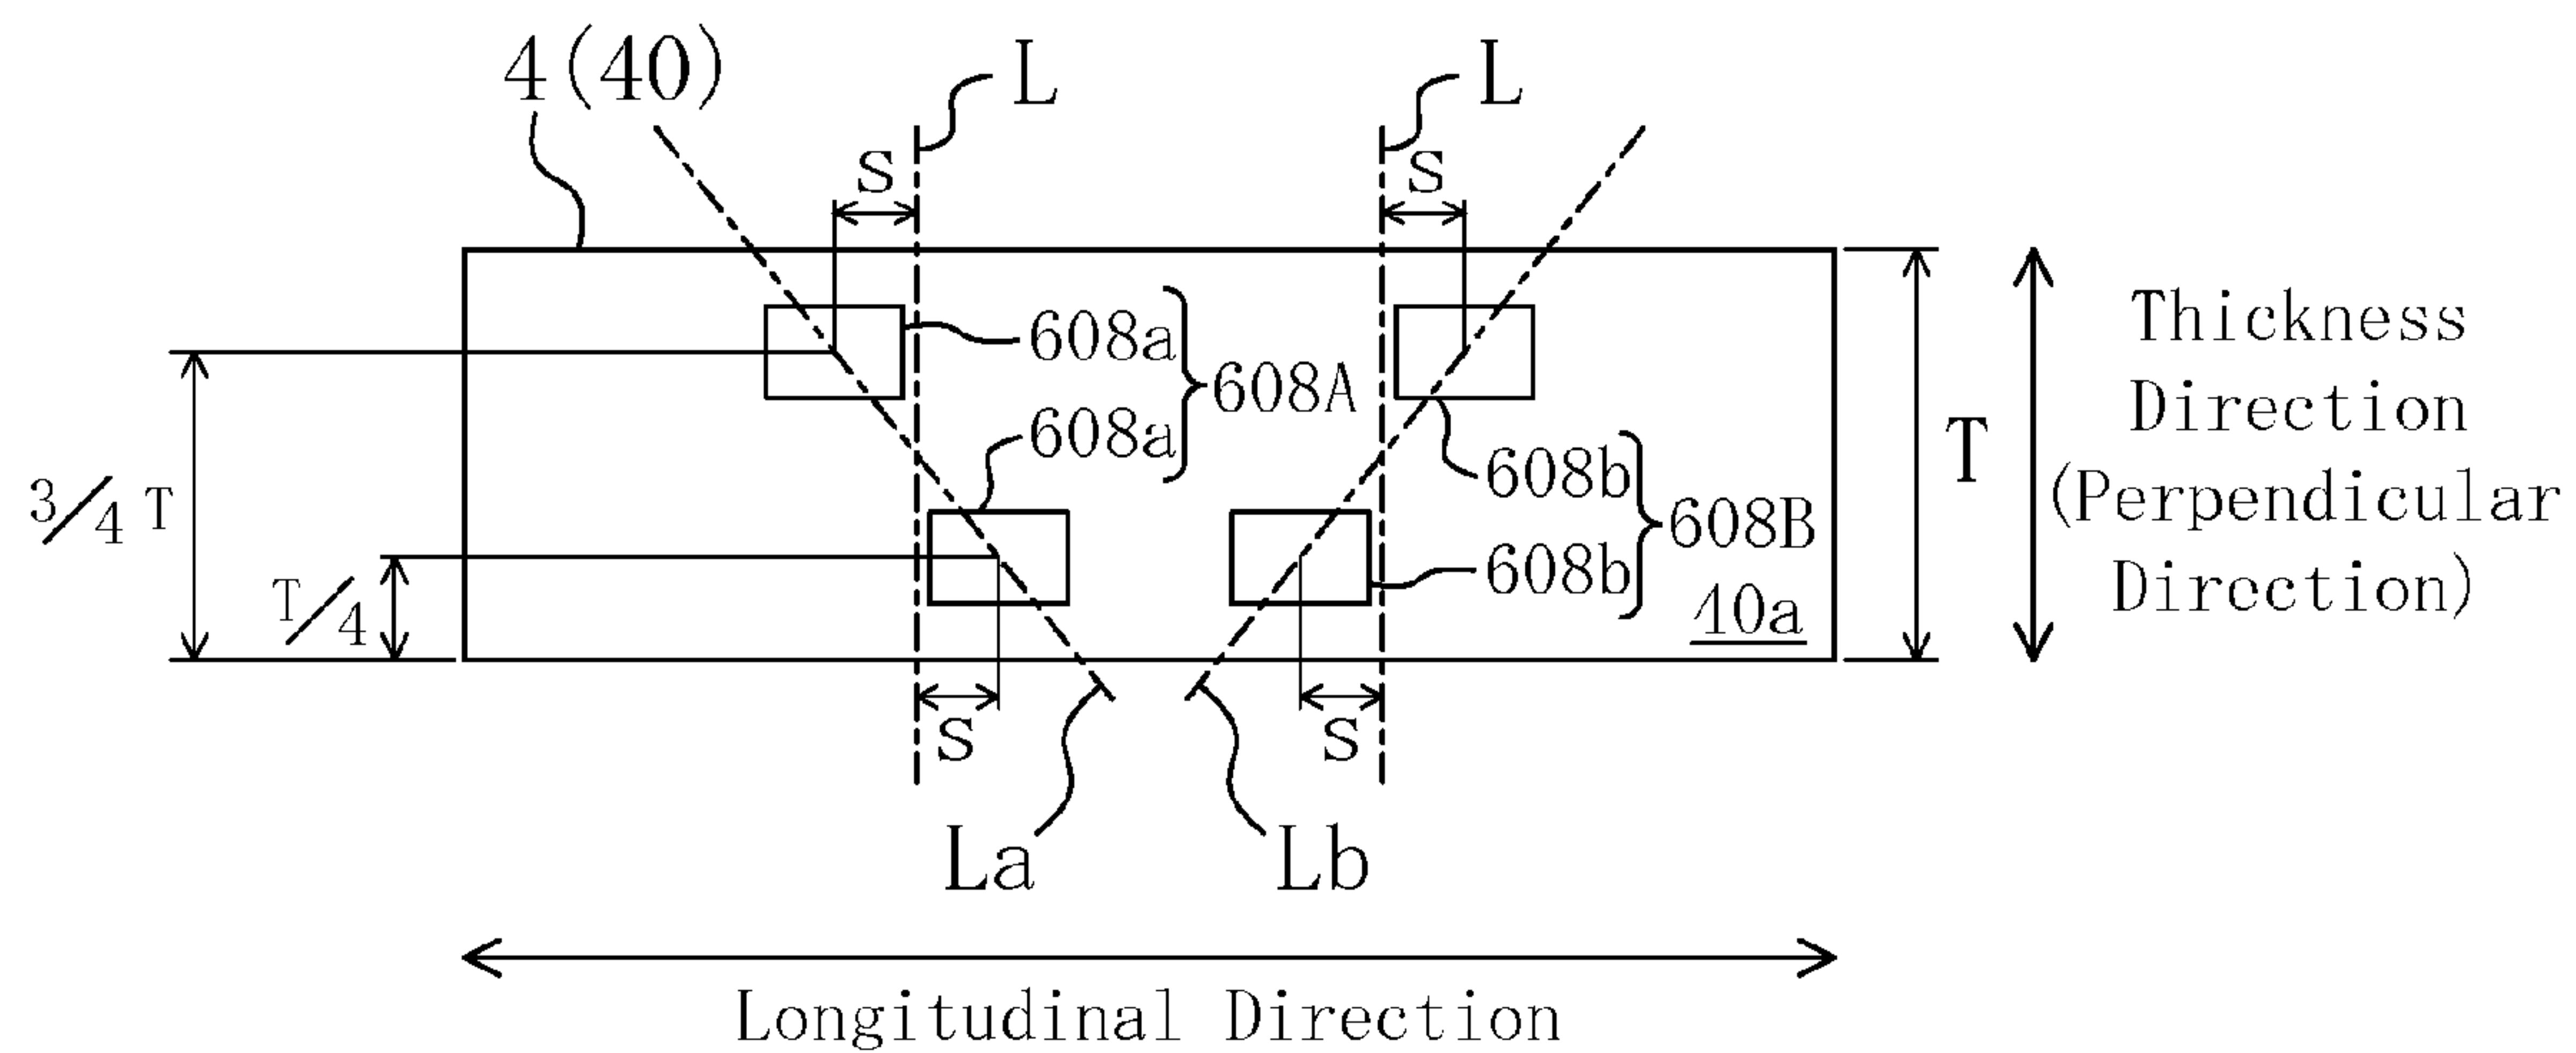 4(40)
L
L
S
S
608a
608A
608a
608b
608B
608b
10a
3/4 T
T/4
T
Thickness
Direction
(Perpendicular
Direction)
S
S
La
Lb
Longitudinal Direction